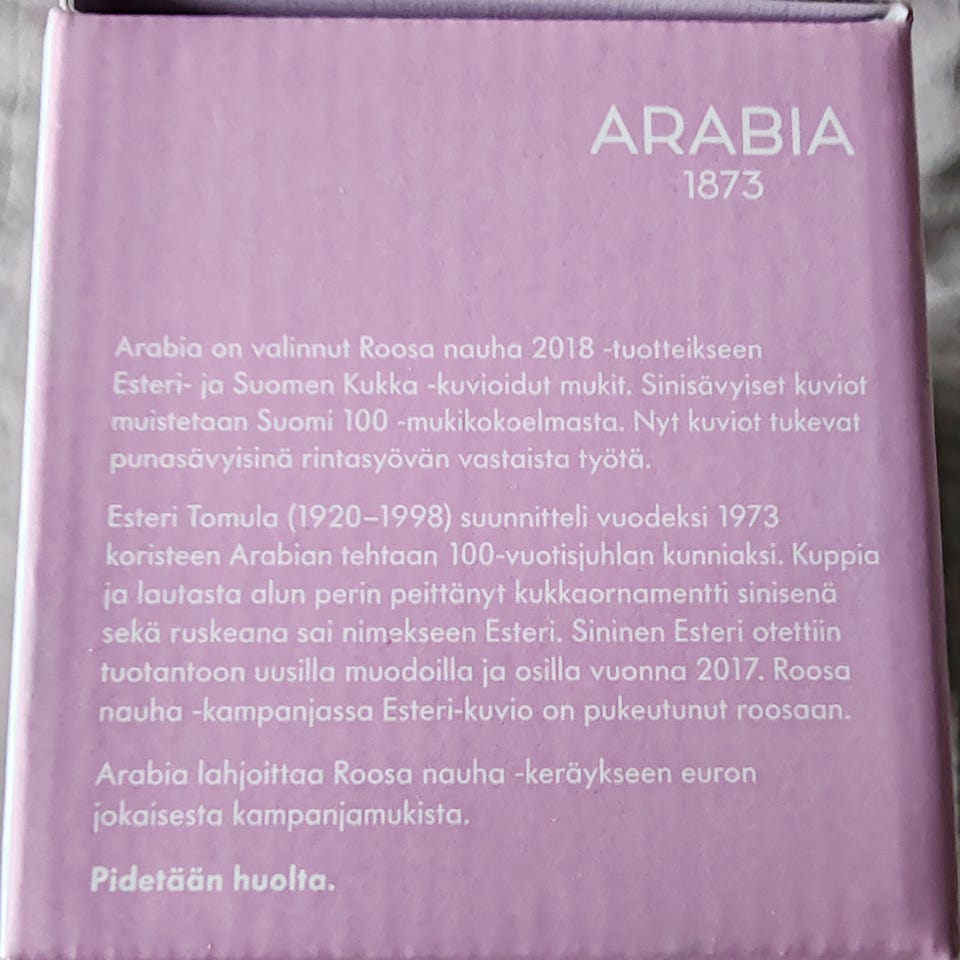 ARABIA
1873
Arabia on valinnut Roosa nauha 2018 -tuotteikseen
Esteri- ja Suomen Kukka -kuvioidut mukit. Sinisävyiset kuviot
muistetaan Suomi 100 -mukikokoelmasta. Nyt kuviot tukevat
punasävyisinä rintasyövän vastaista työtä.
Esteri Tomula (1920–1998) suunnitteli vuodeksi 1973
koristeen Arabian tehtaan 100-vuotisjuhlan kunniaksi. Kuppia
ja lautasta alun perin peittänyt kukkaornamentti sinisenä
sekä ruskeana sai nimekseen Esteri. Sininen Esteri otettiin
tuotantoon uusilla muodoilla ja osilla vuonna 2017. Roosa
nauha -kampanjassa Esteri-kuvio on pukeutunut roosaan.
Arabia lahjoittaa Roosa nauha -keräykseen euron
jokaisesta kampanjamukista.
Pidetään huolta.